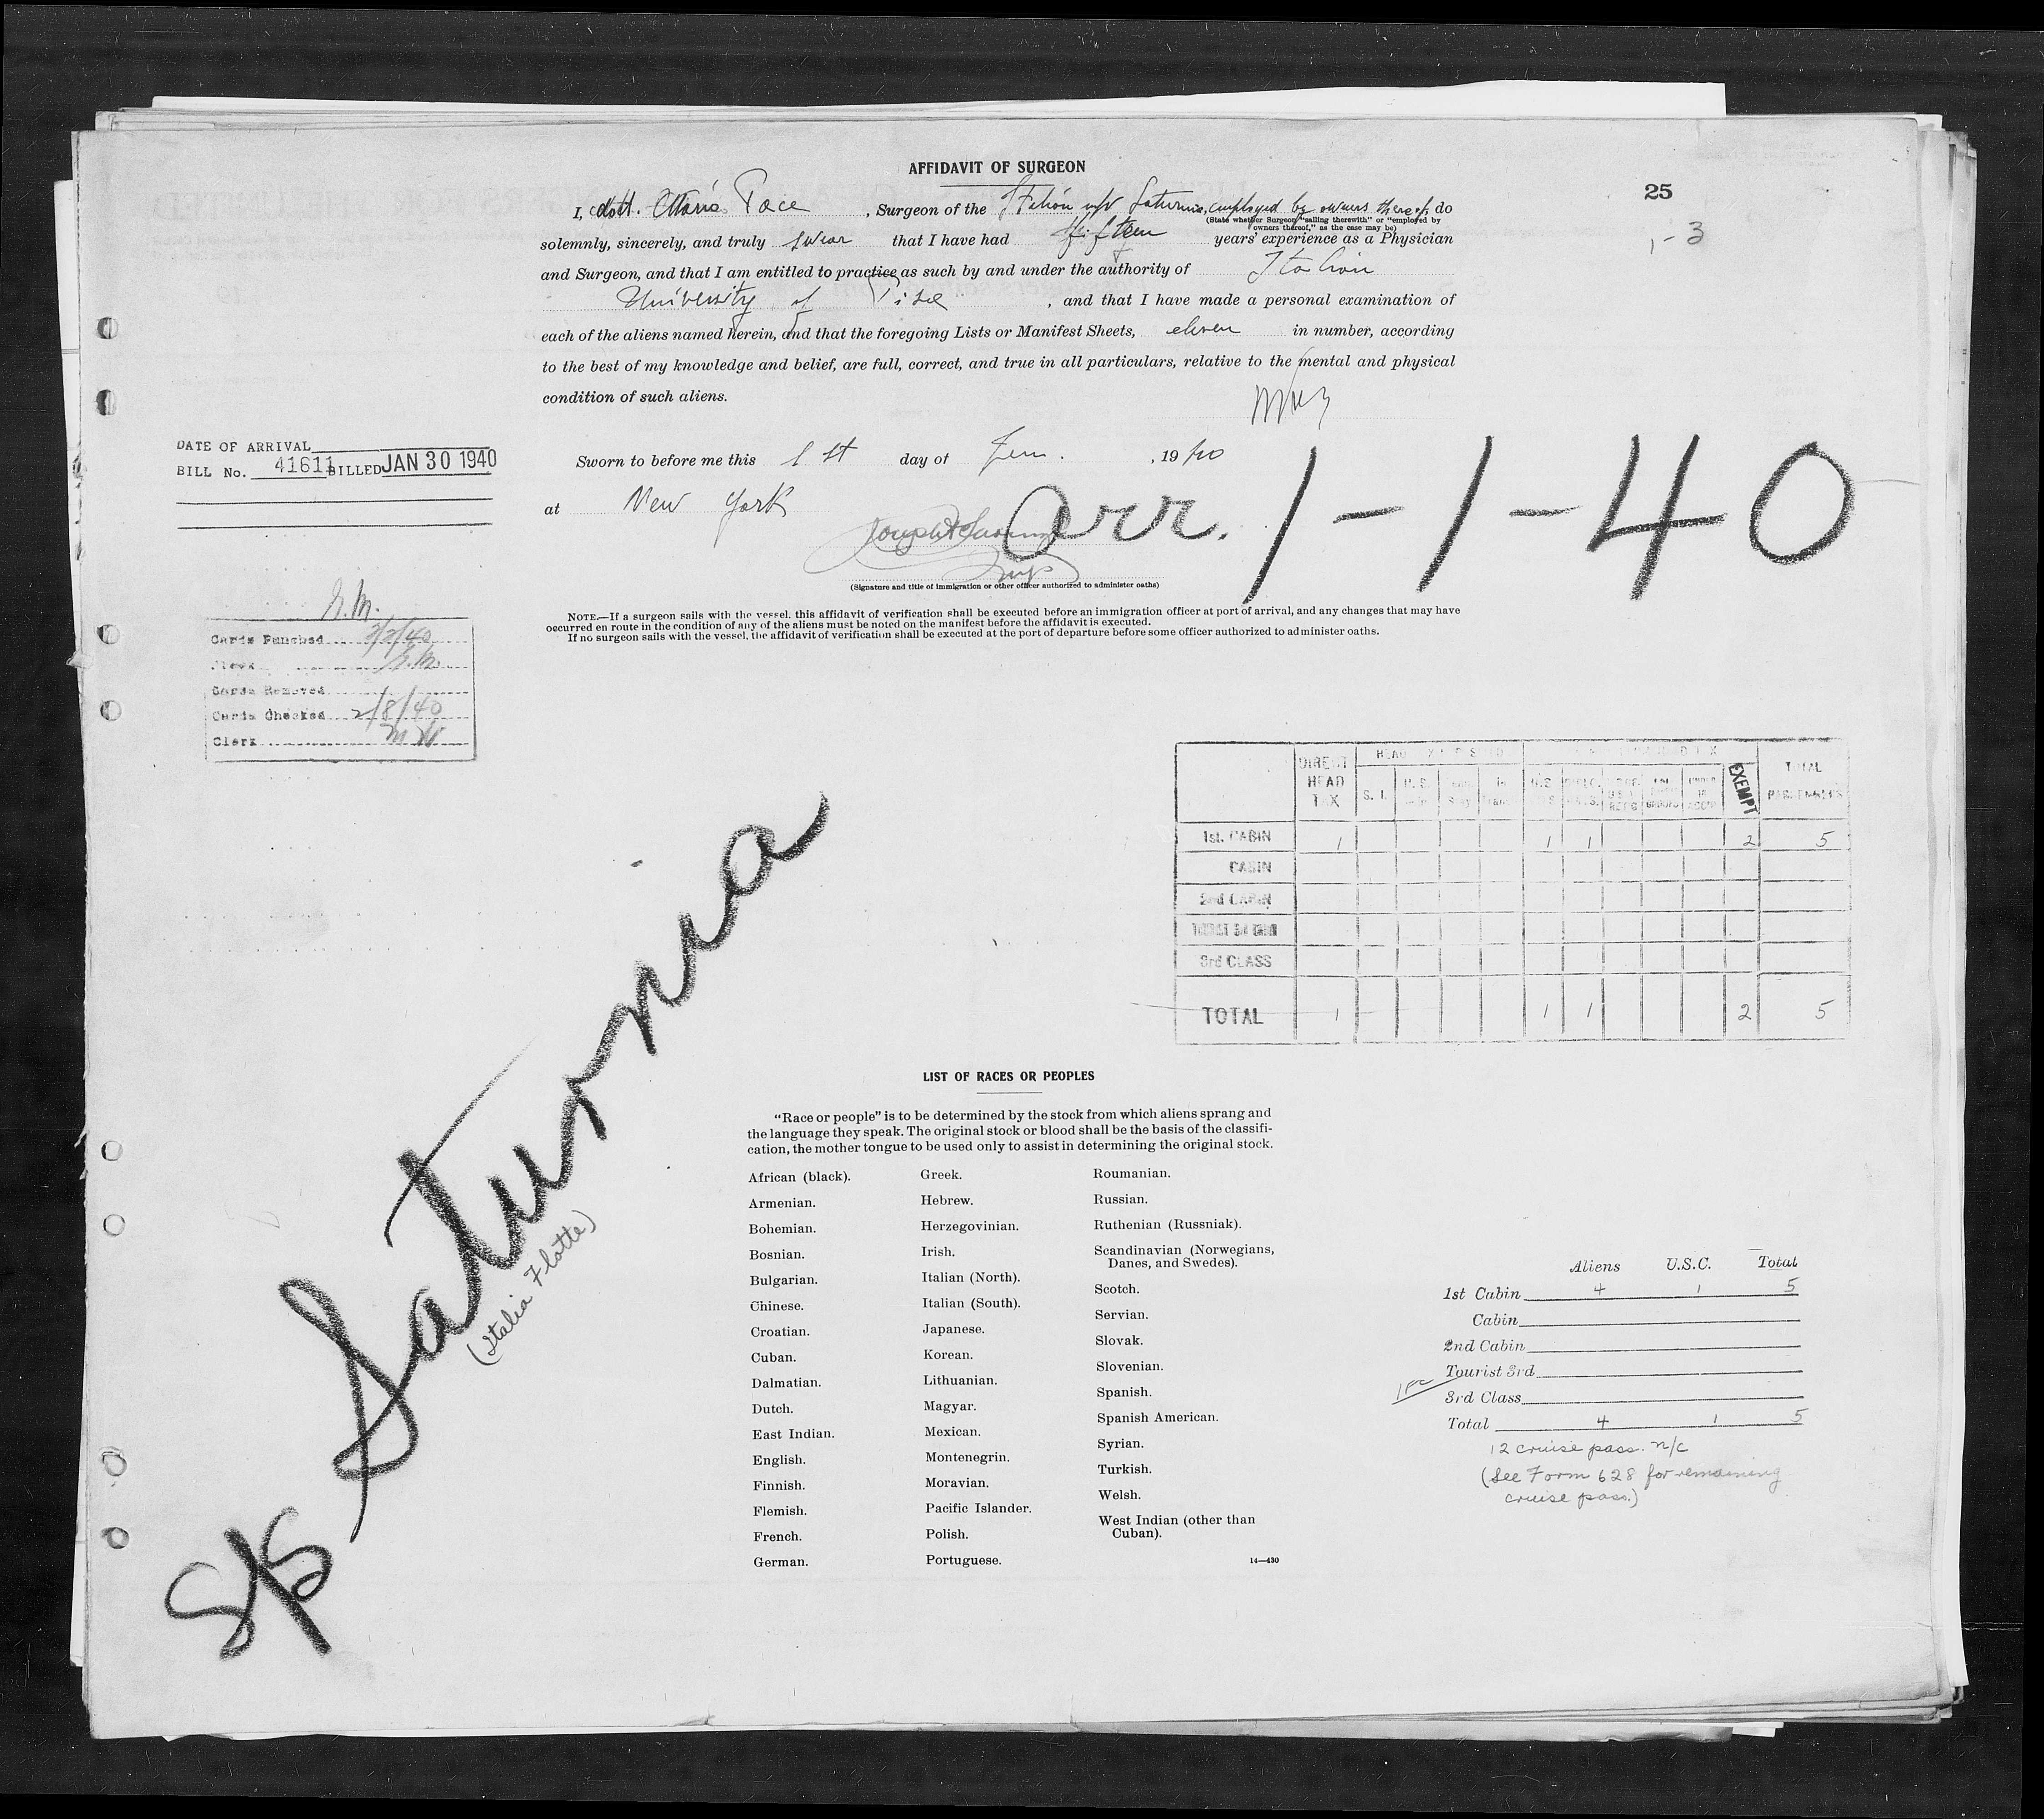 AFFIDAVIT OF SURGEON
25
I, dott. Mario Pace, Surgeon of the Italian m/v Saturnia, employed by owners thereof, do
(State whether Surgeon "sailing therewith" or "employed by
owners thereof," as the case may be)
1-3
solemnly, sincerely, and truly swear that I have had fifteen years' experience as a Physician
and Surgeon, and that I am entitled to practice as such by and under the authority of Italian
University of Pisa, and that I have made a personal examination of
each of the aliens named herein, and that the foregoing Lists or Manifest Sheets, eleven in number, according
to the best of my knowledge and belief, are full, correct, and true in all particulars, relative to the mental and physical
condition of such aliens.
DATE OF ARRIVAL
BILL No. 41611 BILLED JAN 30 1940
Sworn to before me this 1st day of Jan., 1940
at New York
Arr. 1-1-40
(Signature and title of immigration or other officer authorized to administer oaths)
NOTE.—If a surgeon sails with the vessel, this affidavit of verification shall be executed before an immigration officer at port of arrival, and any changes that may have
occurred en route in the condition of any of the aliens must be noted on the manifest before the affidavit is executed.
If no surgeon sails with the vessel, the affidavit of verification shall be executed at the port of departure before some officer authorized to administer oaths.
Cards Punched 2/2/40
Clerk
Cards Removed
Cards Checked 2/8/40
Clerk
DIRECT HEAD TAX
S. I.
EXEMPT
TOTAL PASSENGERS
1st. CABIN 1 1 1 2 5
CABIN
2nd CABIN
TOURIST 3rd CABIN
3rd CLASS
TOTAL 1 1 1 2 5
S/S Saturnia
(Italia Flotte)
LIST OF RACES OR PEOPLES
"Race or people" is to be determined by the stock from which aliens sprang and
the language they speak. The original stock or blood shall be the basis of the classifi-
cation, the mother tongue to be used only to assist in determining the original stock.
African (black).
Armenian.
Bohemian.
Bosnian.
Bulgarian.
Chinese.
Croatian.
Cuban.
Dalmatian.
Dutch.
East Indian.
English.
Finnish.
Flemish.
French.
German.
Greek.
Hebrew.
Herzegovinian.
Irish.
Italian (North).
Italian (South).
Japanese.
Korean.
Lithuanian.
Magyar.
Mexican.
Montenegrin.
Moravian.
Pacific Islander.
Polish.
Portuguese.
Roumanian.
Russian.
Ruthenian (Russniak).
Scandinavian (Norwegians,
Danes, and Swedes).
Scotch.
Servian.
Slovak.
Slovenian.
Spanish.
Spanish American.
Syrian.
Turkish.
Welsh.
West Indian (other than
Cuban).
14—430
Aliens U.S.C. Total
1st Cabin 4 1 5
Cabin
2nd Cabin
Tourist 3rd
3rd Class
Total 4 1 5
12 cruise pass. n/c
(See Form 628 for remaining
cruise pass.)